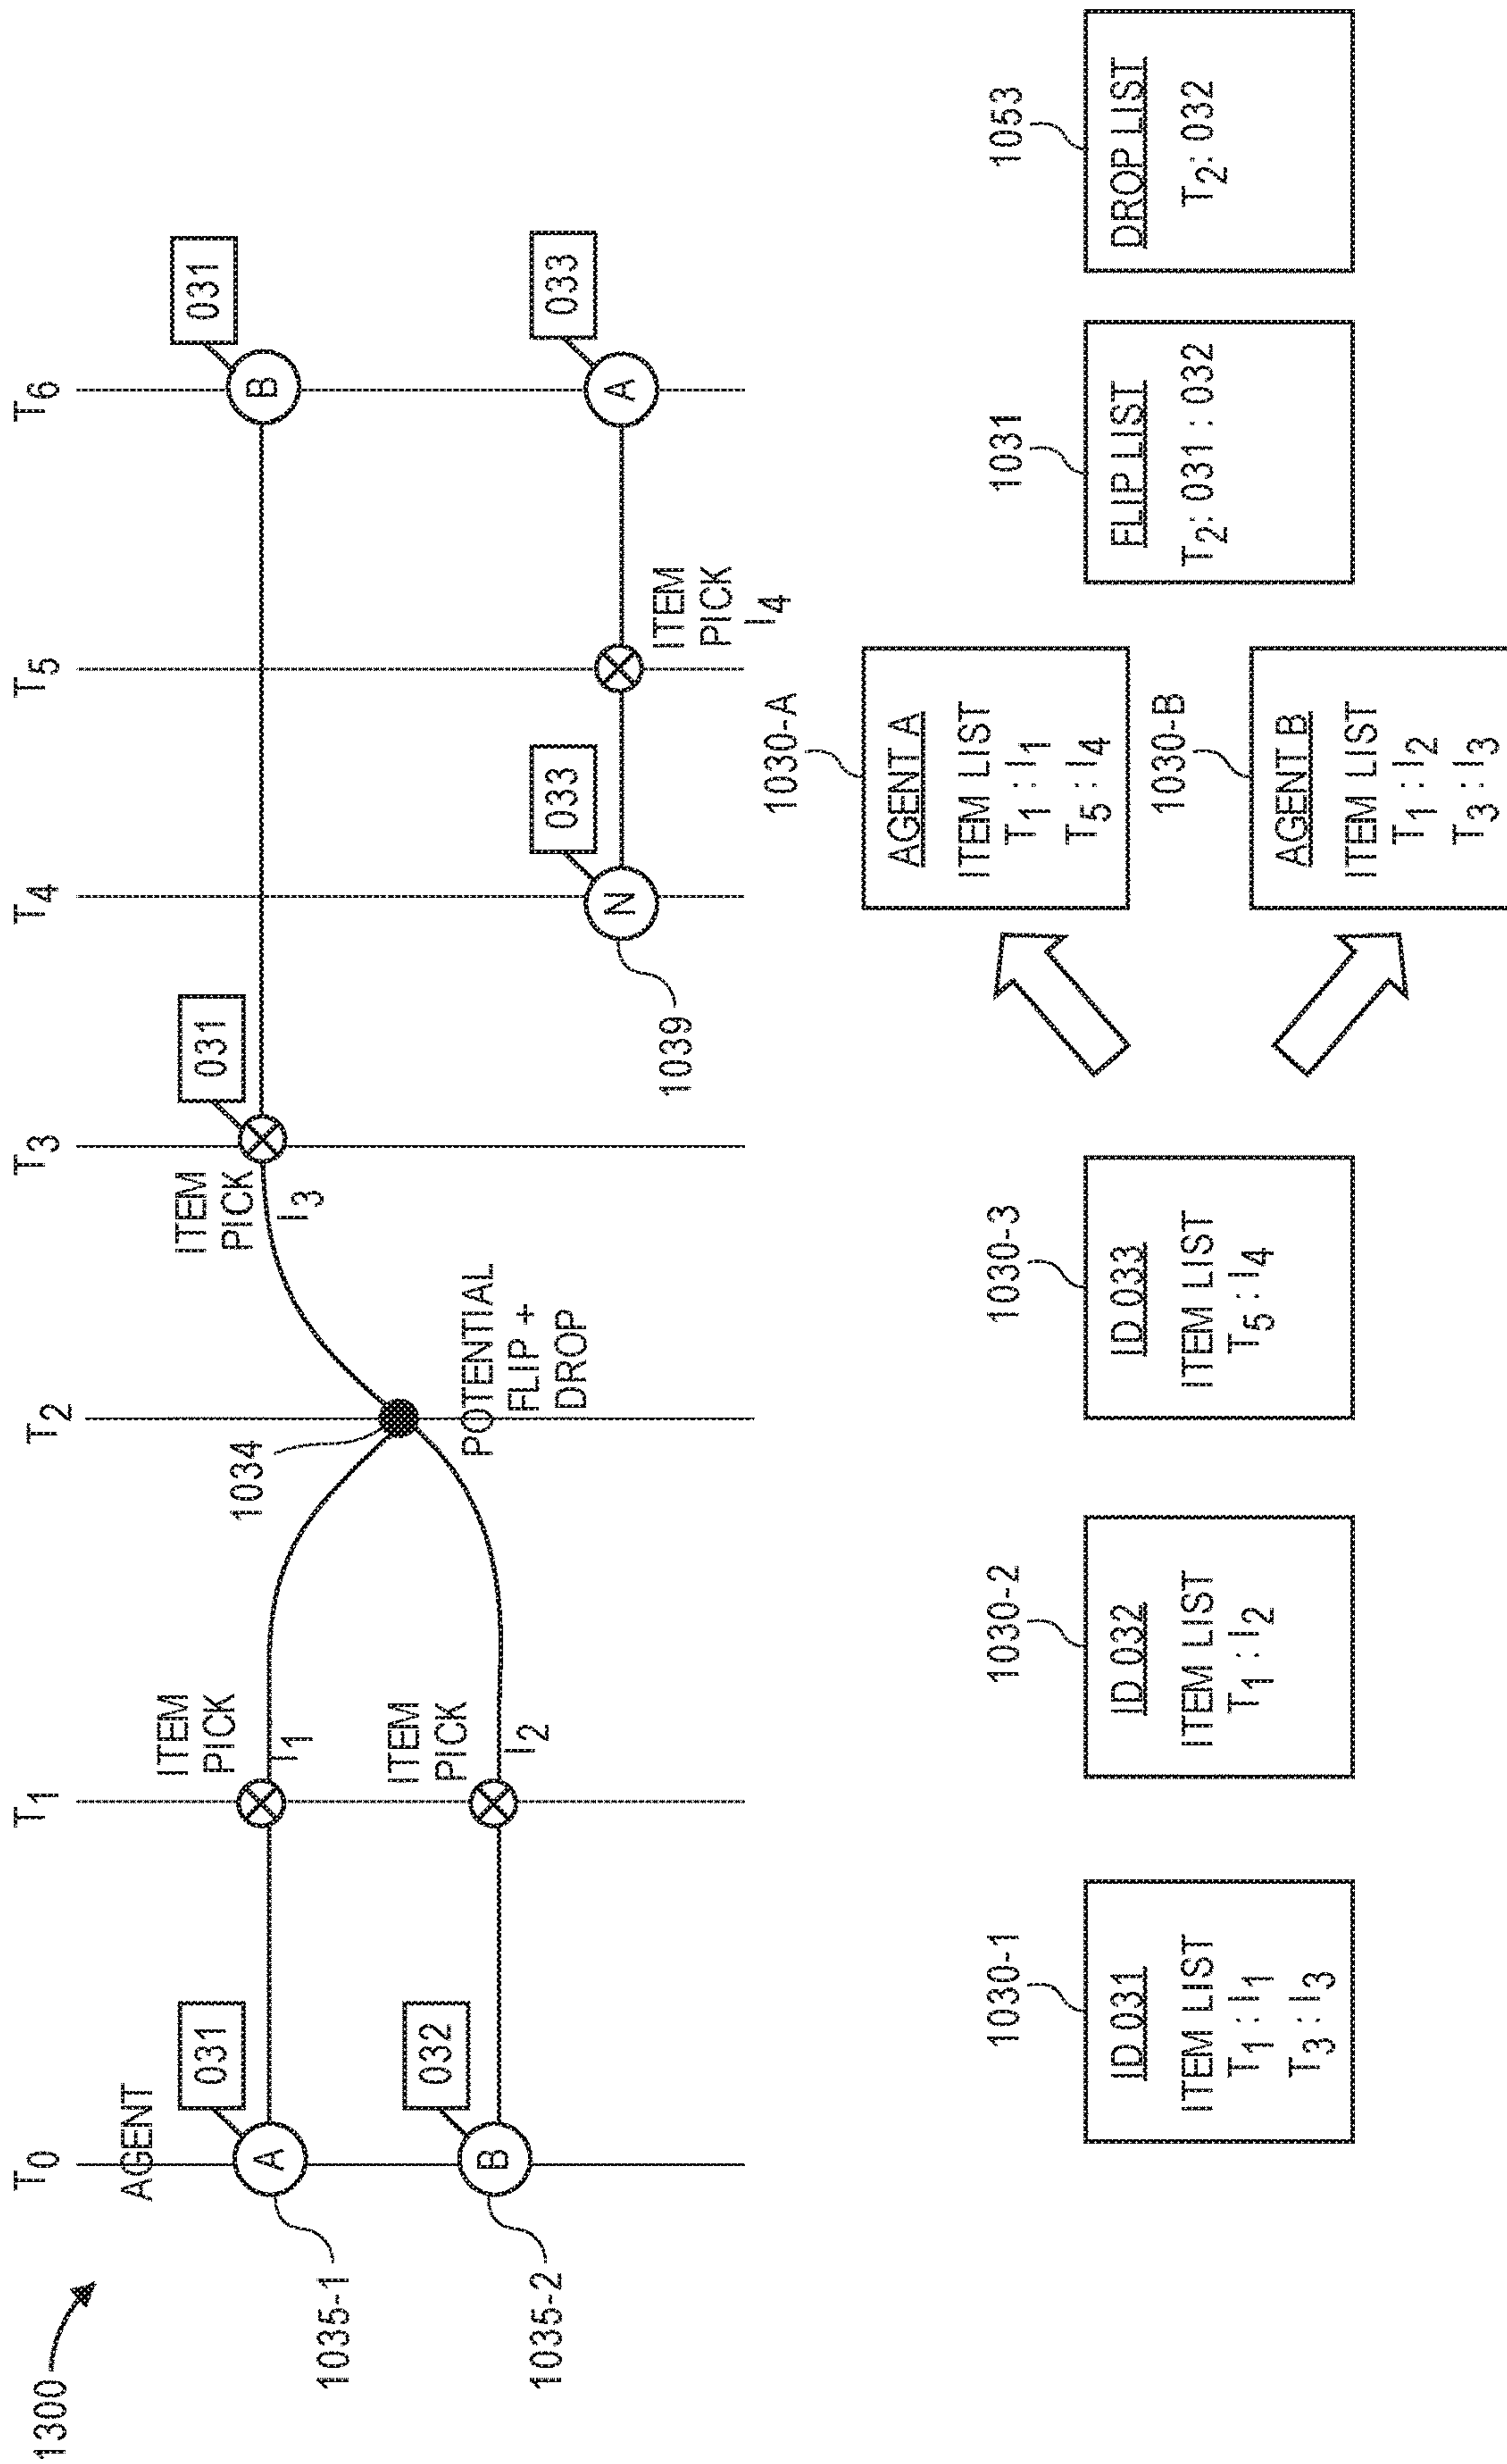 1300
T0
T1
T2
T3
T4
T5
T6
AGENT
A
031
1035-1
B
032
1035-2
ITEM
PICK
I1
ITEM
PICK
I2
1034
POTENTIAL
FLIP +
DROP
ITEM
PICK
I3
031
N
033
1039
ITEM
PICK
I4
B
031
A
033
1030-1
ID 031
ITEM LIST
T1 : I1
T3 : I3
1030-2
ID 032
ITEM LIST
T1 : I2
1030-3
ID 033
ITEM LIST
T5 : I4
1030-A
AGENT A
ITEM LIST
T1 : I1
T5 : I4
1030-B
AGENT B
ITEM LIST
T1 : I2
T3 : I3
1031
FLIP LIST
T2: 031 : 032
1053
DROP LIST
T2: 032